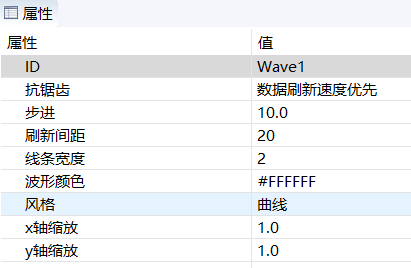 属性
属性 值
ID Wave1
抗锯齿 数据刷新速度优先
步进 10.0
刷新间距 20
线条宽度 2
波形颜色 #FFFFFF
风格 曲线
x轴缩放 1.0
y轴缩放 1.0